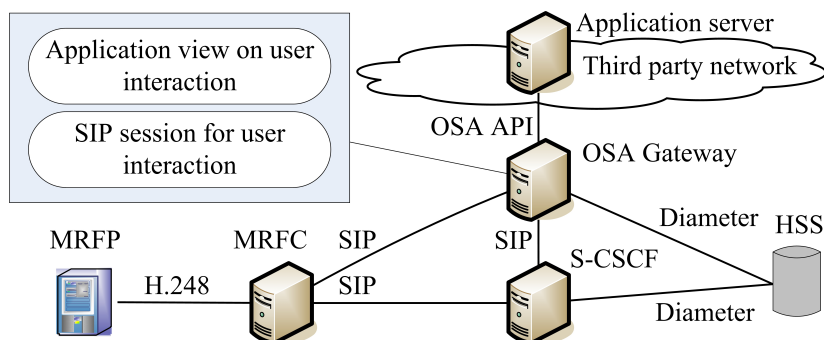 Application server
Application view on user
interaction
Third party network
SIP session for user
interaction
OSA API
OSA Gateway
MRFP
MRFC
SIP
SIP
Diameter
HSS
S-CSCF
H.248
SIP
Diameter